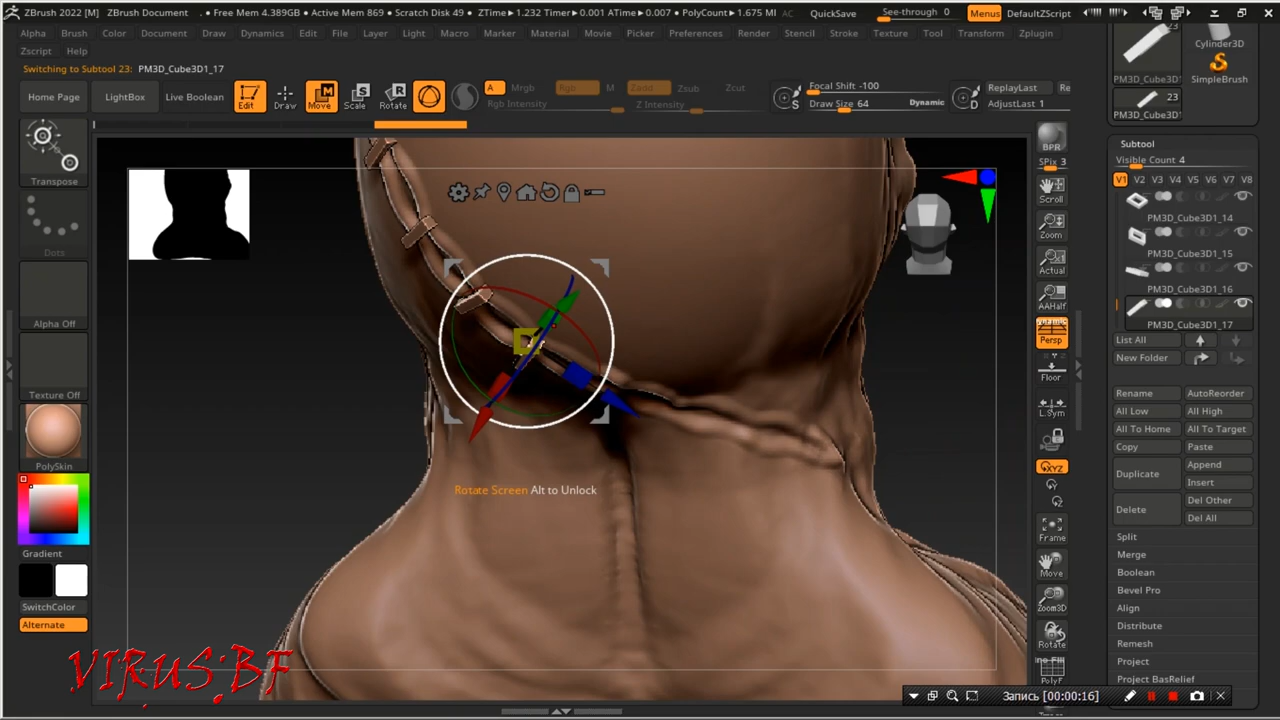 ZBrush 2022 [M] ZBrush Document . • Free Mem 4.389GB • Active Mem 869 • Scratch Disk 49 • ZTime▸1.232 Timer▸0.001 ATime▸0.007 • PolyCount▸1.675 MI AC QuickSave See-through 0 Menus DefaultZScript
Alpha Brush Color Document Draw Dynamics Edit File Layer Light Macro Marker Material Movie Picker Preferences Render Stencil Stroke Texture Tool Transform Zplugin
Zscript Help
Switching to Subtool 23: PM3D_Cube3D1_17
Home Page LightBox Live Boolean Edit Draw Move Scale Rotate
A Mrgb Rgb M Zadd Zsub Zcut
Rgb Intensity Z Intensity
S Focal Shift -100
Draw Size 64 Dynamic
D ReplayLast Re
AdjustLast 1
Cylinder3D
PM3D_Cube3D1 SimpleBrush
23
PM3D_Cube3D1
Transpose
Dots
Alpha Off
Texture Off
PolySkin
Gradient
SwitchColor
Alternate
Rotate Screen Alt to Unlock
VIRUS:BF
BPR
SPix 3
Scroll
Zoom
Actual
AAHalf
Dynamic
Persp
Floor
L.Sym
XYZ
Frame
Move
Zoom3D
Rotate
Line Fill
PolyF
Subtool
Visible Count 4
V1 V2 V3 V4 V5 V6 V7 V8
PM3D_Cube3D1_14
PM3D_Cube3D1_15
PM3D_Cube3D1_16
PM3D_Cube3D1_17
List All
New Folder
Rename AutoReorder
All Low All High
All To Home All To Target
Copy Paste
Duplicate Append
Insert
Delete Del Other
Del All
Split
Merge
Boolean
Bevel Pro
Align
Distribute
Remesh
Project
Project BasRelief
Запись [00:00:16]